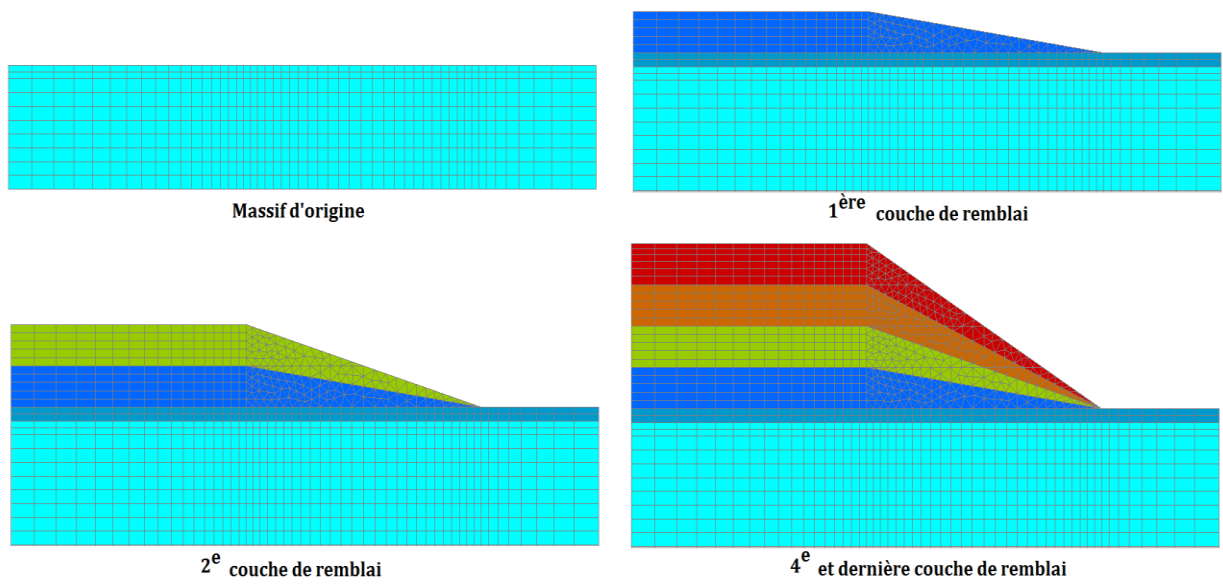 Massif d'origine
1ère couche de remblai
2e couche de remblai
4e et dernière couche de remblai